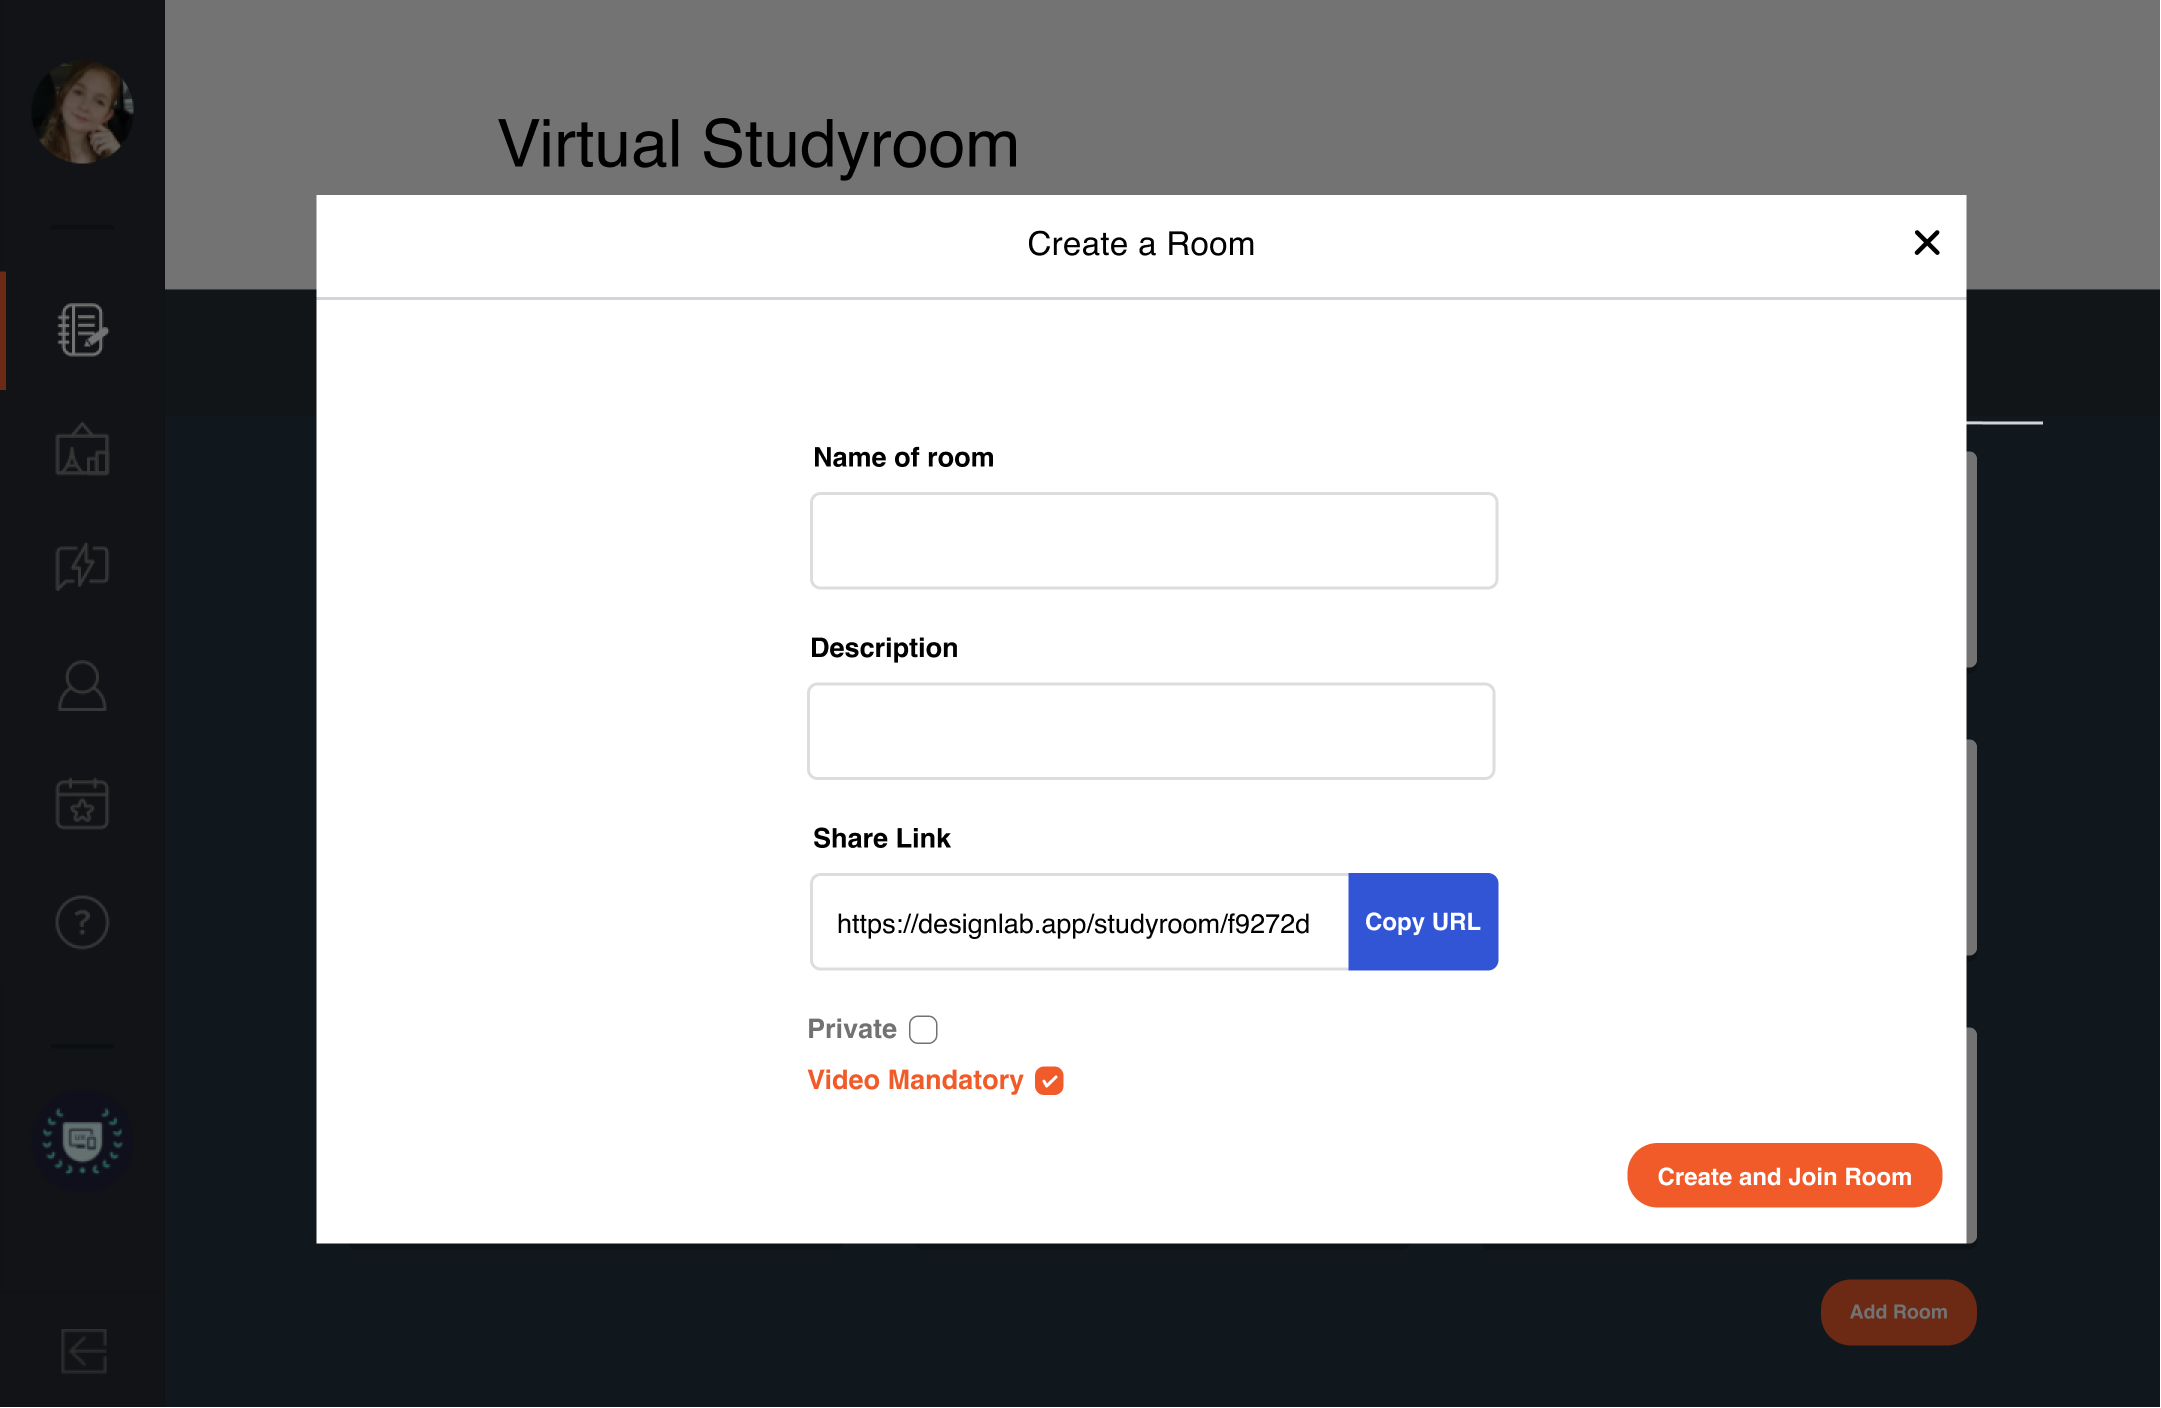 Virtual Studyroom
Create a Room
Name of room
Description
Share Link
https://designlab.app/studyroom/f9272d
Copy URL
Private
Video Mandatory
Create and Join Room
Add Room